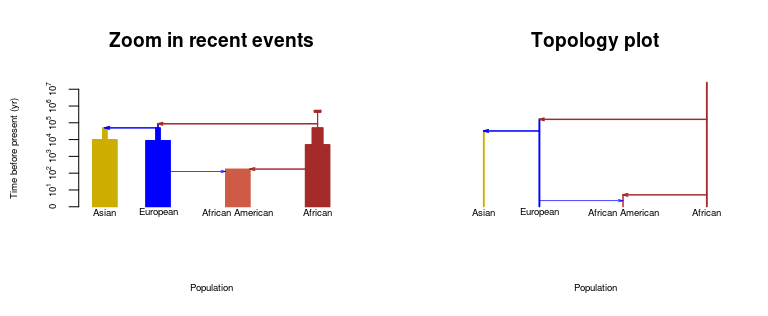 Zoom in recent events
Topology plot
Time before present (yr)
10^7
10^6
10^5
10^4
10^3
10^2
10^1
0
Asian European African American African
Asian European African American African
Population
Population